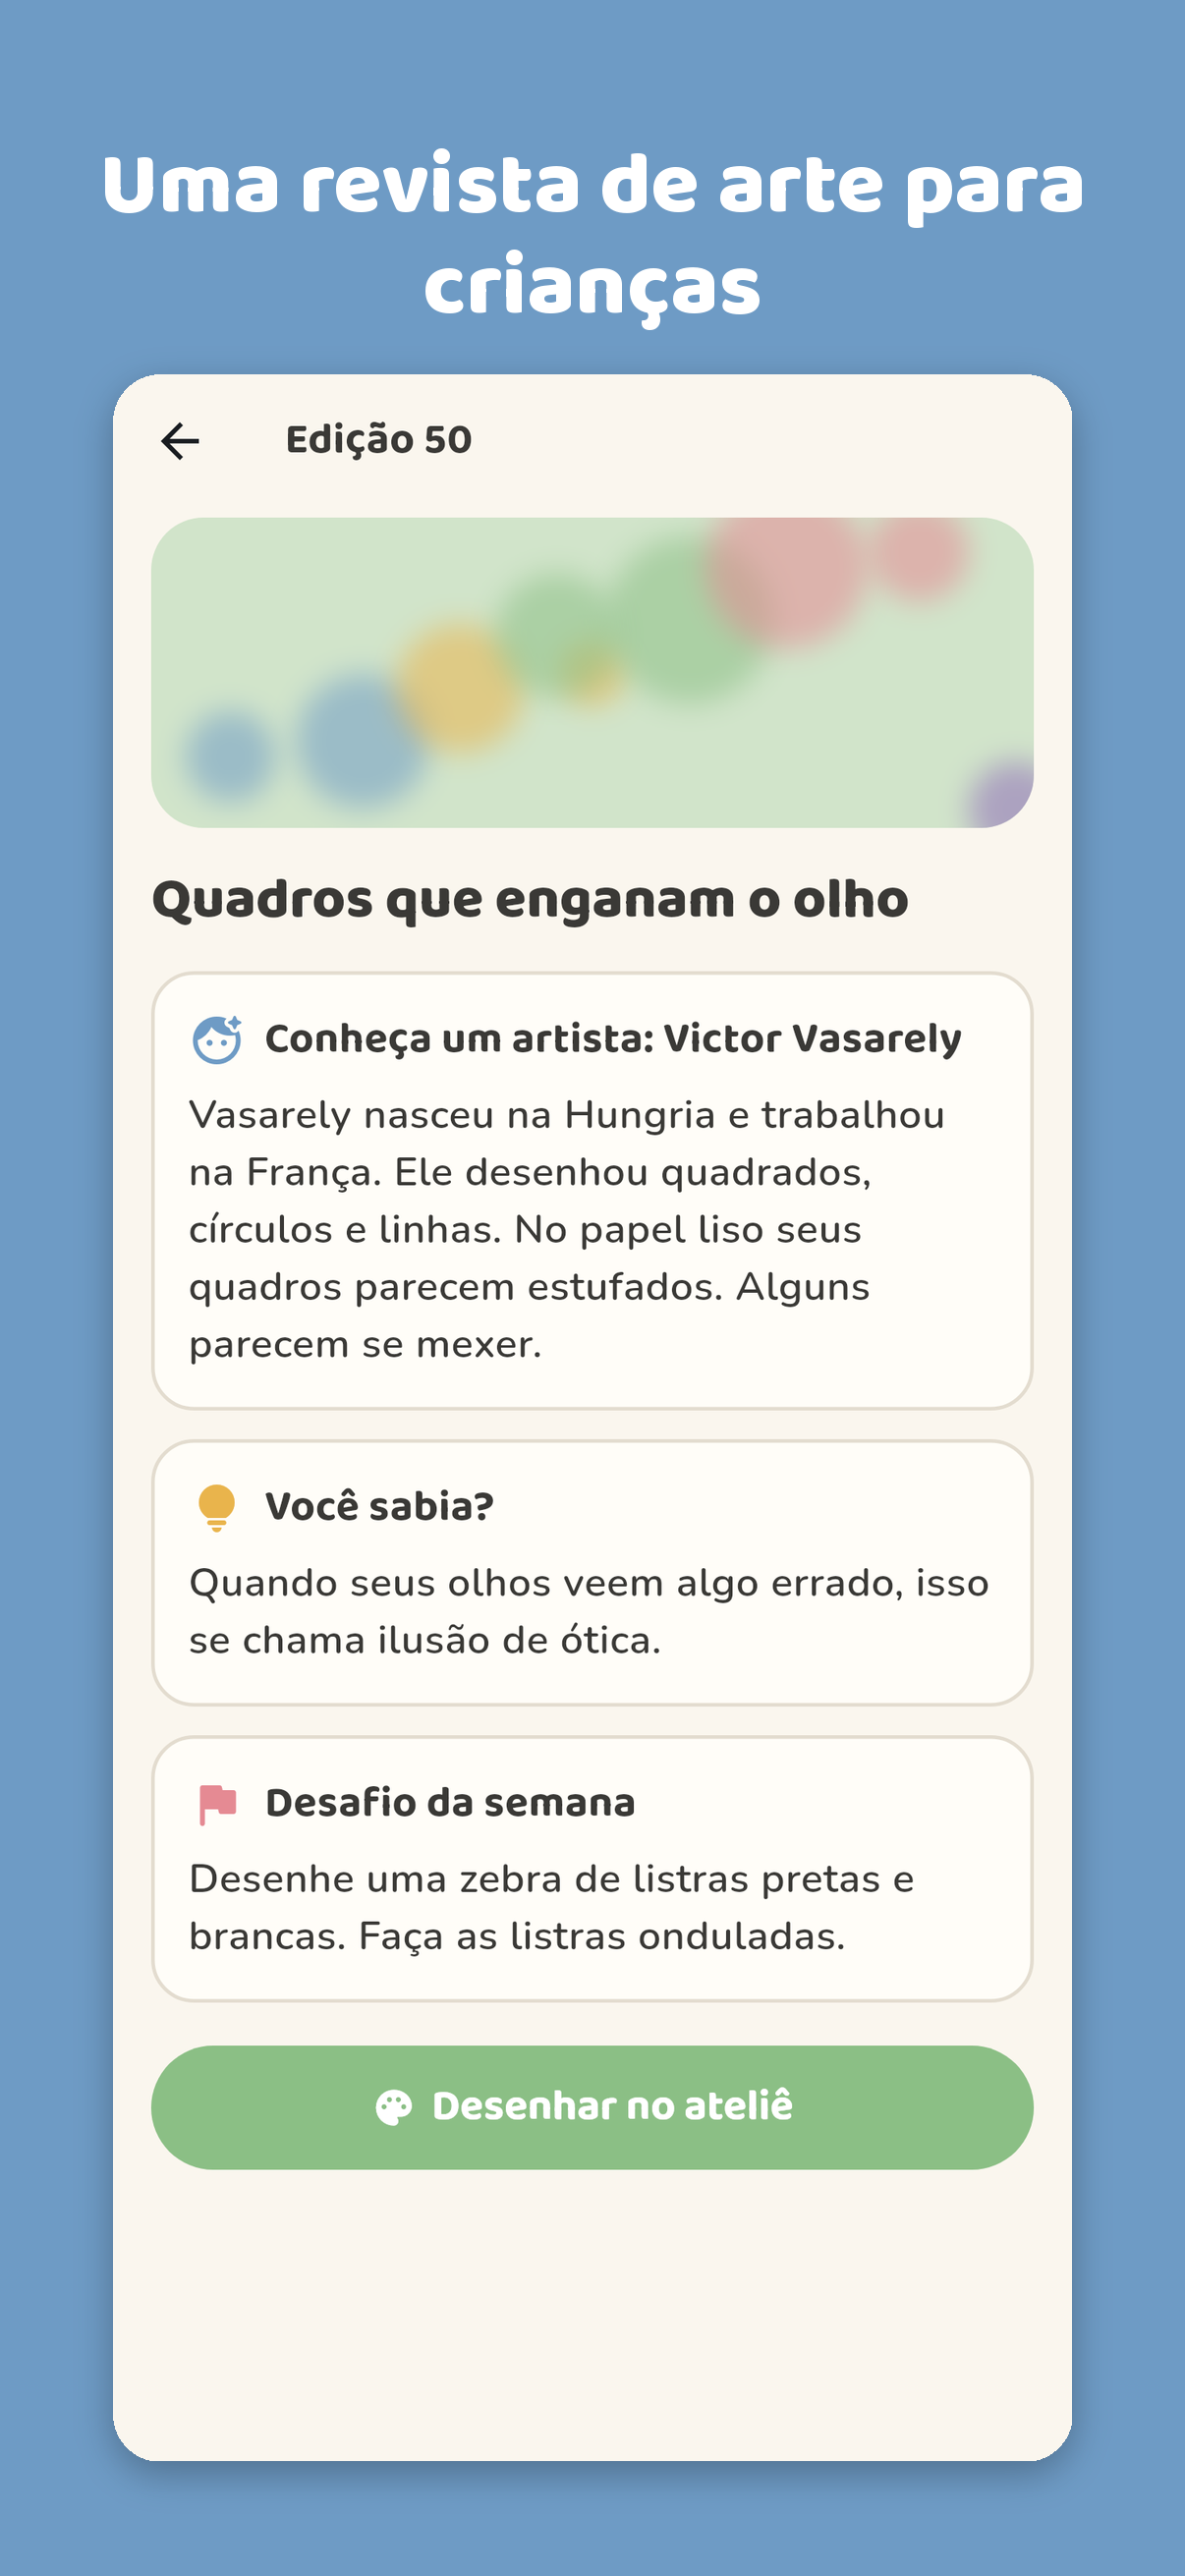 Uma revista de arte para
crianças
Edição 50
Quadros que enganam o olho
Conheça um artista: Victor Vasarely
Vasarely nasceu na Hungria e trabalhou
na França. Ele desenhou quadrados,
círculos e linhas. No papel liso seus
quadros parecem estufados. Alguns
parecem se mexer.
Você sabia?
Quando seus olhos veem algo errado, isso
se chama ilusão de ótica.
Desafio da semana
Desenhe uma zebra de listras pretas e
brancas. Faça as listras onduladas.
Desenhar no ateliê